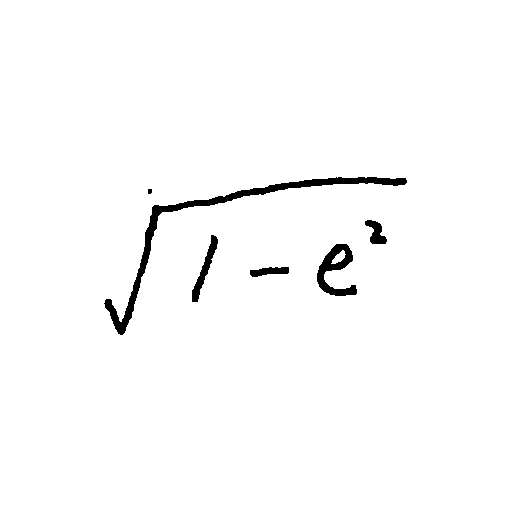 √(1 - e²)